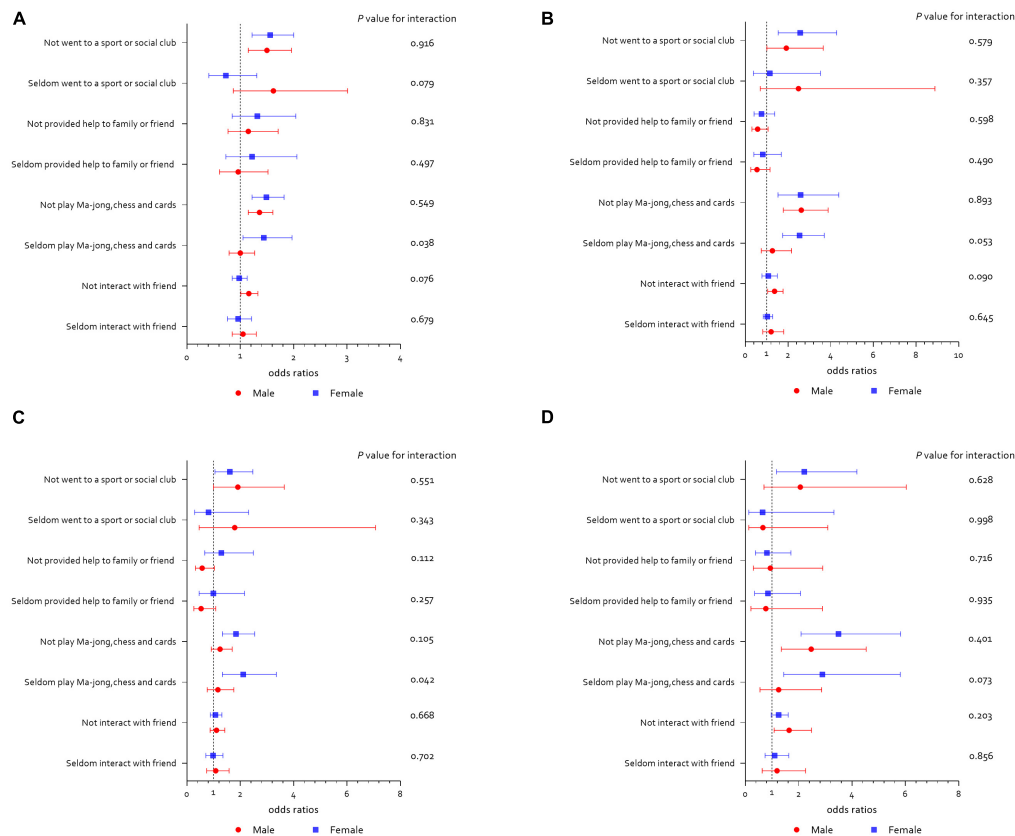 A
P value for interaction
Not went to a sport or social club 0.916
Seldom went to a sport or social club 0.079
Not provided help to family or friend 0.831
Seldom provided help to family or friend 0.497
Not play Ma-jong,chess and cards 0.549
Seldom play Ma-jong,chess and cards 0.038
Not interact with friend 0.076
Seldom interact with friend 0.679
0 1 2 3 4
odds ratios
Male Female
B
P value for interaction
Not went to a sport or social club 0.579
Seldom went to a sport or social club 0.357
Not provided help to family or friend 0.598
Seldom provided help to family or friend 0.490
Not play Ma-jong,chess and cards 0.893
Seldom play Ma-jong,chess and cards 0.053
Not interact with friend 0.090
Seldom interact with friend 0.645
0 1 2 4 6 8 10
odds ratios
Male Female
C
P value for interaction
Not went to a sport or social club 0.551
Seldom went to a sport or social club 0.343
Not provided help to family or friend 0.112
Seldom provided help to family or friend 0.257
Not play Ma-jong,chess and cards 0.105
Seldom play Ma-jong,chess and cards 0.042
Not interact with friend 0.668
Seldom interact with friend 0.702
0 1 2 4 6 8
odds ratios
Male Female
D
P value for interaction
Not went to a sport or social club 0.628
Seldom went to a sport or social club 0.998
Not provided help to family or friend 0.716
Seldom provided help to family or friend 0.935
Not play Ma-jong,chess and cards 0.401
Seldom play Ma-jong,chess and cards 0.073
Not interact with friend 0.203
Seldom interact with friend 0.856
0 1 2 4 6 8
odds ratios
Male Female